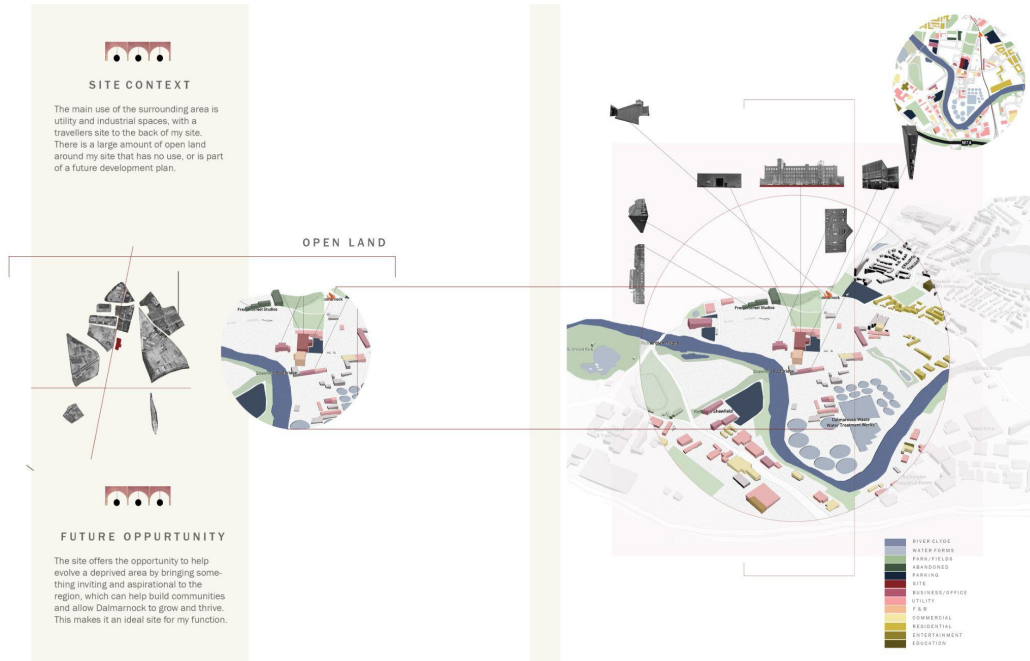 SITE CONTEXT
The main use of the surrounding area is
utility and industrial spaces, with a
travellers site to the back of my site.
There is a large amount of open land
around my site that has no use, or is part
of a future development plan.
OPEN LAND
Freight Street Studios
FUTURE OPPURTUNITY
The site offers the opportunity to help
evolve a deprived area by bringing some-
thing inviting and aspirational to the
region, which can help build communities
and allow Dalmarnock to grow and thrive.
This makes it an ideal site for my function.
M74
Shawfield
Dalmarnock Waste
Water Treatment Works
RIVER CLYDE
WATER FORMS
PARK/FIELDS
ABANDONED
PARKING
SITE
BUSINESS/OFFICE
UTILITY
F & B
COMMERCIAL
RESIDENTIAL
ENTERTAINMENT
EDUCATION